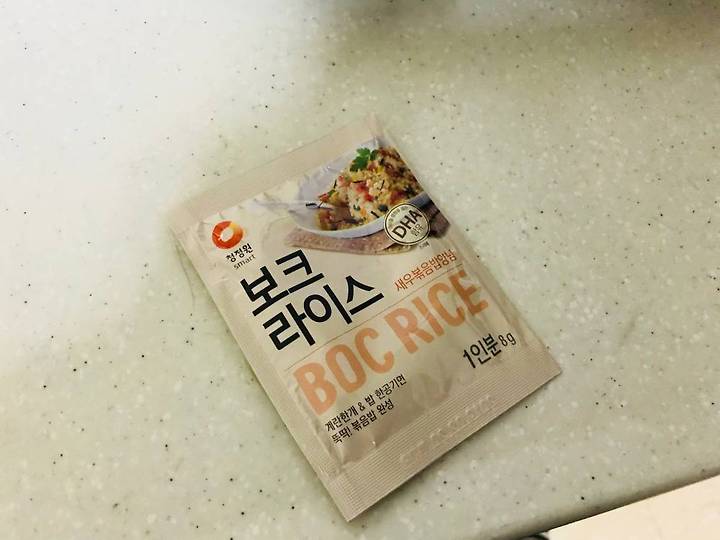 청정원
smart
DHA
함유
보크
라이스
새우볶음밥양념
BOC RICE
1인분 8g
계란한개 & 밥 한공기면
뚝딱! 볶음밥 완성